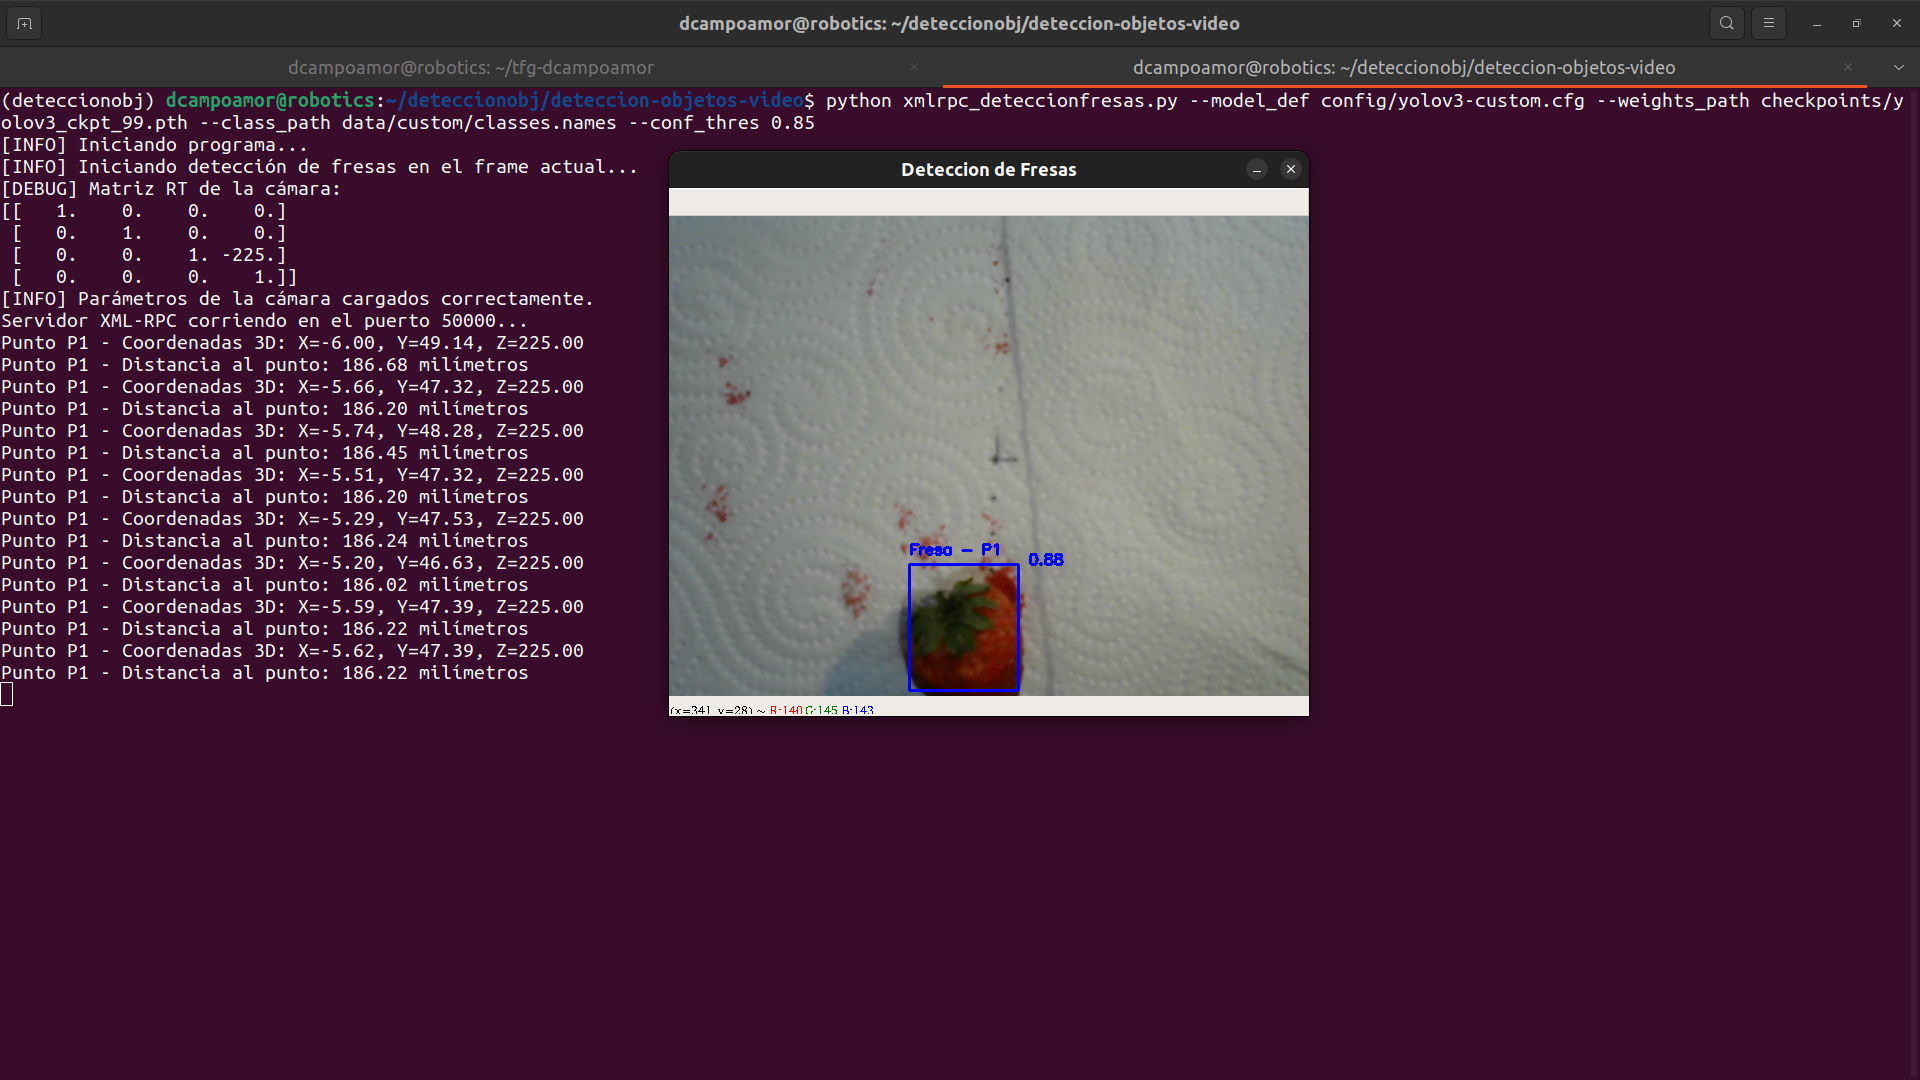 dcampoamor@robotics: ~/deteccionobj/deteccion-objetos-video
dcampoamor@robotics: ~/tfg-dcampoamor
dcampoamor@robotics: ~/deteccionobj/deteccion-objetos-video
(deteccionobj) dcampoamor@robotics:~/deteccionobj/deteccion-objetos-video$ python xmlrpc_deteccionfresas.py --model_def config/yolov3-custom.cfg --weights_path checkpoints/y
olov3_ckpt_99.pth --class_path data/custom/classes.names --conf_thres 0.85
[INFO] Iniciando programa...
[INFO] Iniciando detección de fresas en el frame actual...
[DEBUG] Matriz RT de la cámara:
[[   1.    0.    0.    0.]
 [   0.    1.    0.    0.]
 [   0.    0.    1. -225.]
 [   0.    0.    0.    1.]]
[INFO] Parámetros de la cámara cargados correctamente.
Servidor XML-RPC corriendo en el puerto 50000...
Punto P1 - Coordenadas 3D: X=-6.00, Y=49.14, Z=225.00
Punto P1 - Distancia al punto: 186.68 milímetros
Punto P1 - Coordenadas 3D: X=-5.66, Y=47.32, Z=225.00
Punto P1 - Distancia al punto: 186.20 milímetros
Punto P1 - Coordenadas 3D: X=-5.74, Y=48.28, Z=225.00
Punto P1 - Distancia al punto: 186.45 milímetros
Punto P1 - Coordenadas 3D: X=-5.51, Y=47.32, Z=225.00
Punto P1 - Distancia al punto: 186.20 milímetros
Punto P1 - Coordenadas 3D: X=-5.29, Y=47.53, Z=225.00
Punto P1 - Distancia al punto: 186.24 milímetros
Punto P1 - Coordenadas 3D: X=-5.20, Y=46.63, Z=225.00
Punto P1 - Distancia al punto: 186.02 milímetros
Punto P1 - Coordenadas 3D: X=-5.59, Y=47.39, Z=225.00
Punto P1 - Distancia al punto: 186.22 milímetros
Punto P1 - Coordenadas 3D: X=-5.62, Y=47.39, Z=225.00
Punto P1 - Distancia al punto: 186.22 milímetros
Deteccion de Fresas
Fresa - P1
0.88
(x=341, y=28) ~ R:140 G:145 B:143